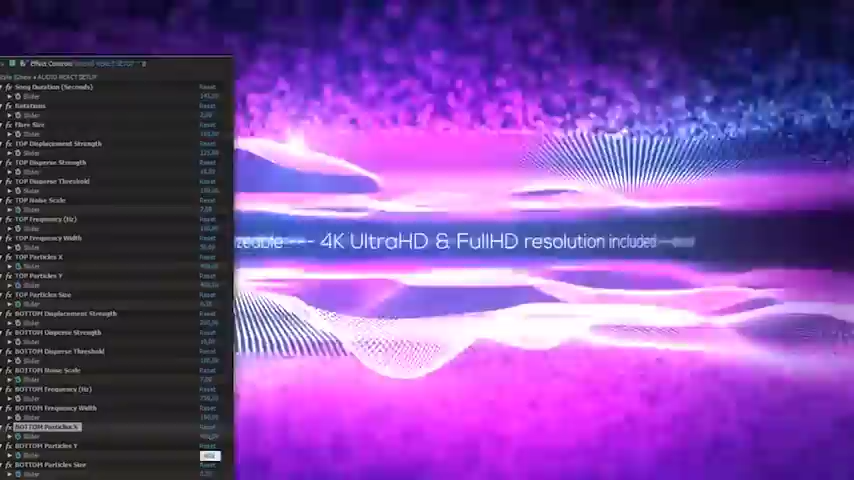 Effect Controls
AUDIO REACT SETUP
Song Duration (Seconds) Reset
Slider
Rotations Reset
Slider
Flare Size Reset
Slider
TOP Displacement Strength Reset
Slider
TOP Disperse Strength Reset
Slider
TOP Disperse Threshold Reset
Slider
TOP Noise Scale Reset
Slider
TOP Frequency (Hz) Reset
Slider
TOP Frequency Width Reset
Slider
zeable--- 4K UltraHD & FullHD resolution included
TOP Particles X Reset
Slider
TOP Particles Y Reset
Slider
TOP Particles Size Reset
Slider
BOTTOM Displacement Strength Reset
Slider
BOTTOM Disperse Strength Reset
Slider
BOTTOM Disperse Threshold Reset
Slider
BOTTOM Noise Scale Reset
Slider
BOTTOM Frequency (Hz) Reset
Slider
BOTTOM Frequency Width Reset
Slider
BOTTOM Particles X Reset
Slider
BOTTOM Particles Y Reset
Slider
BOTTOM Particles Size Reset
Slider